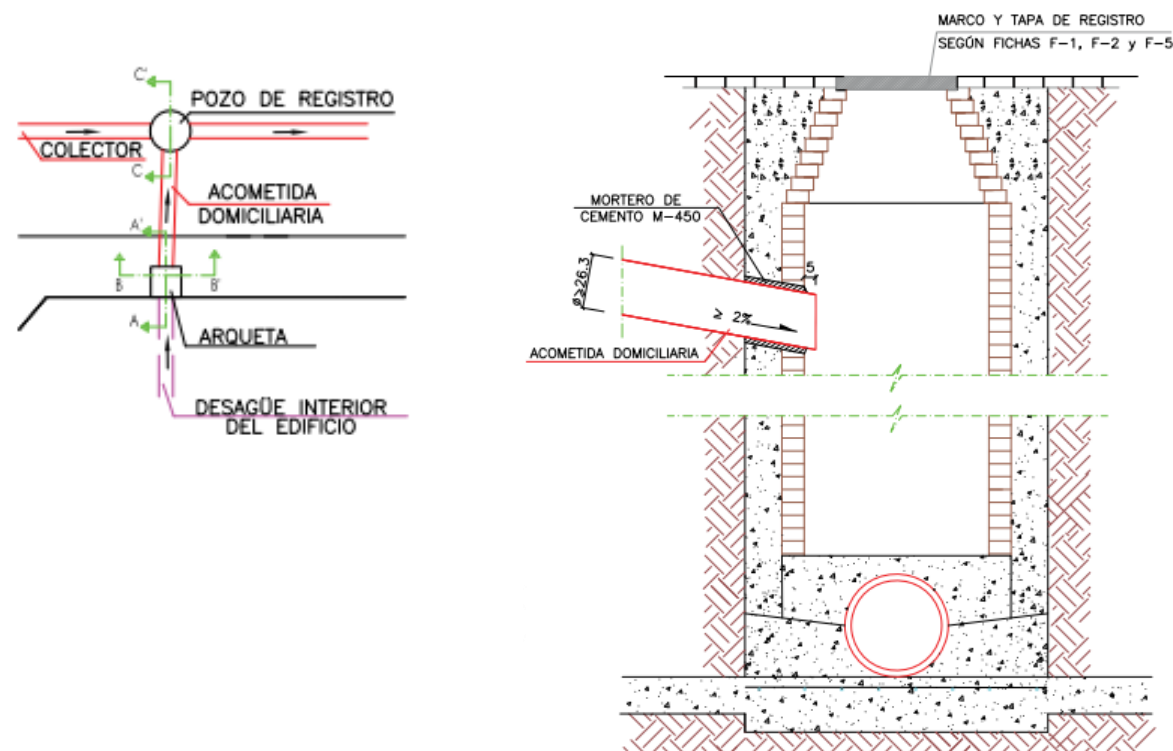 C'
POZO DE REGISTRO
COLECTOR
C
ACOMETIDA
DOMICILIARIA
A'
B
B'
A
ARQUETA
DESAGÜE INTERIOR
DEL EDIFICIO
MARCO Y TAPA DE REGISTRO
SEGÚN FICHAS F-1, F-2 y F-5
MORTERO DE
CEMENTO M-450
5
ø≥26.3
≥ 2%
ACOMETIDA DOMICILIARIA